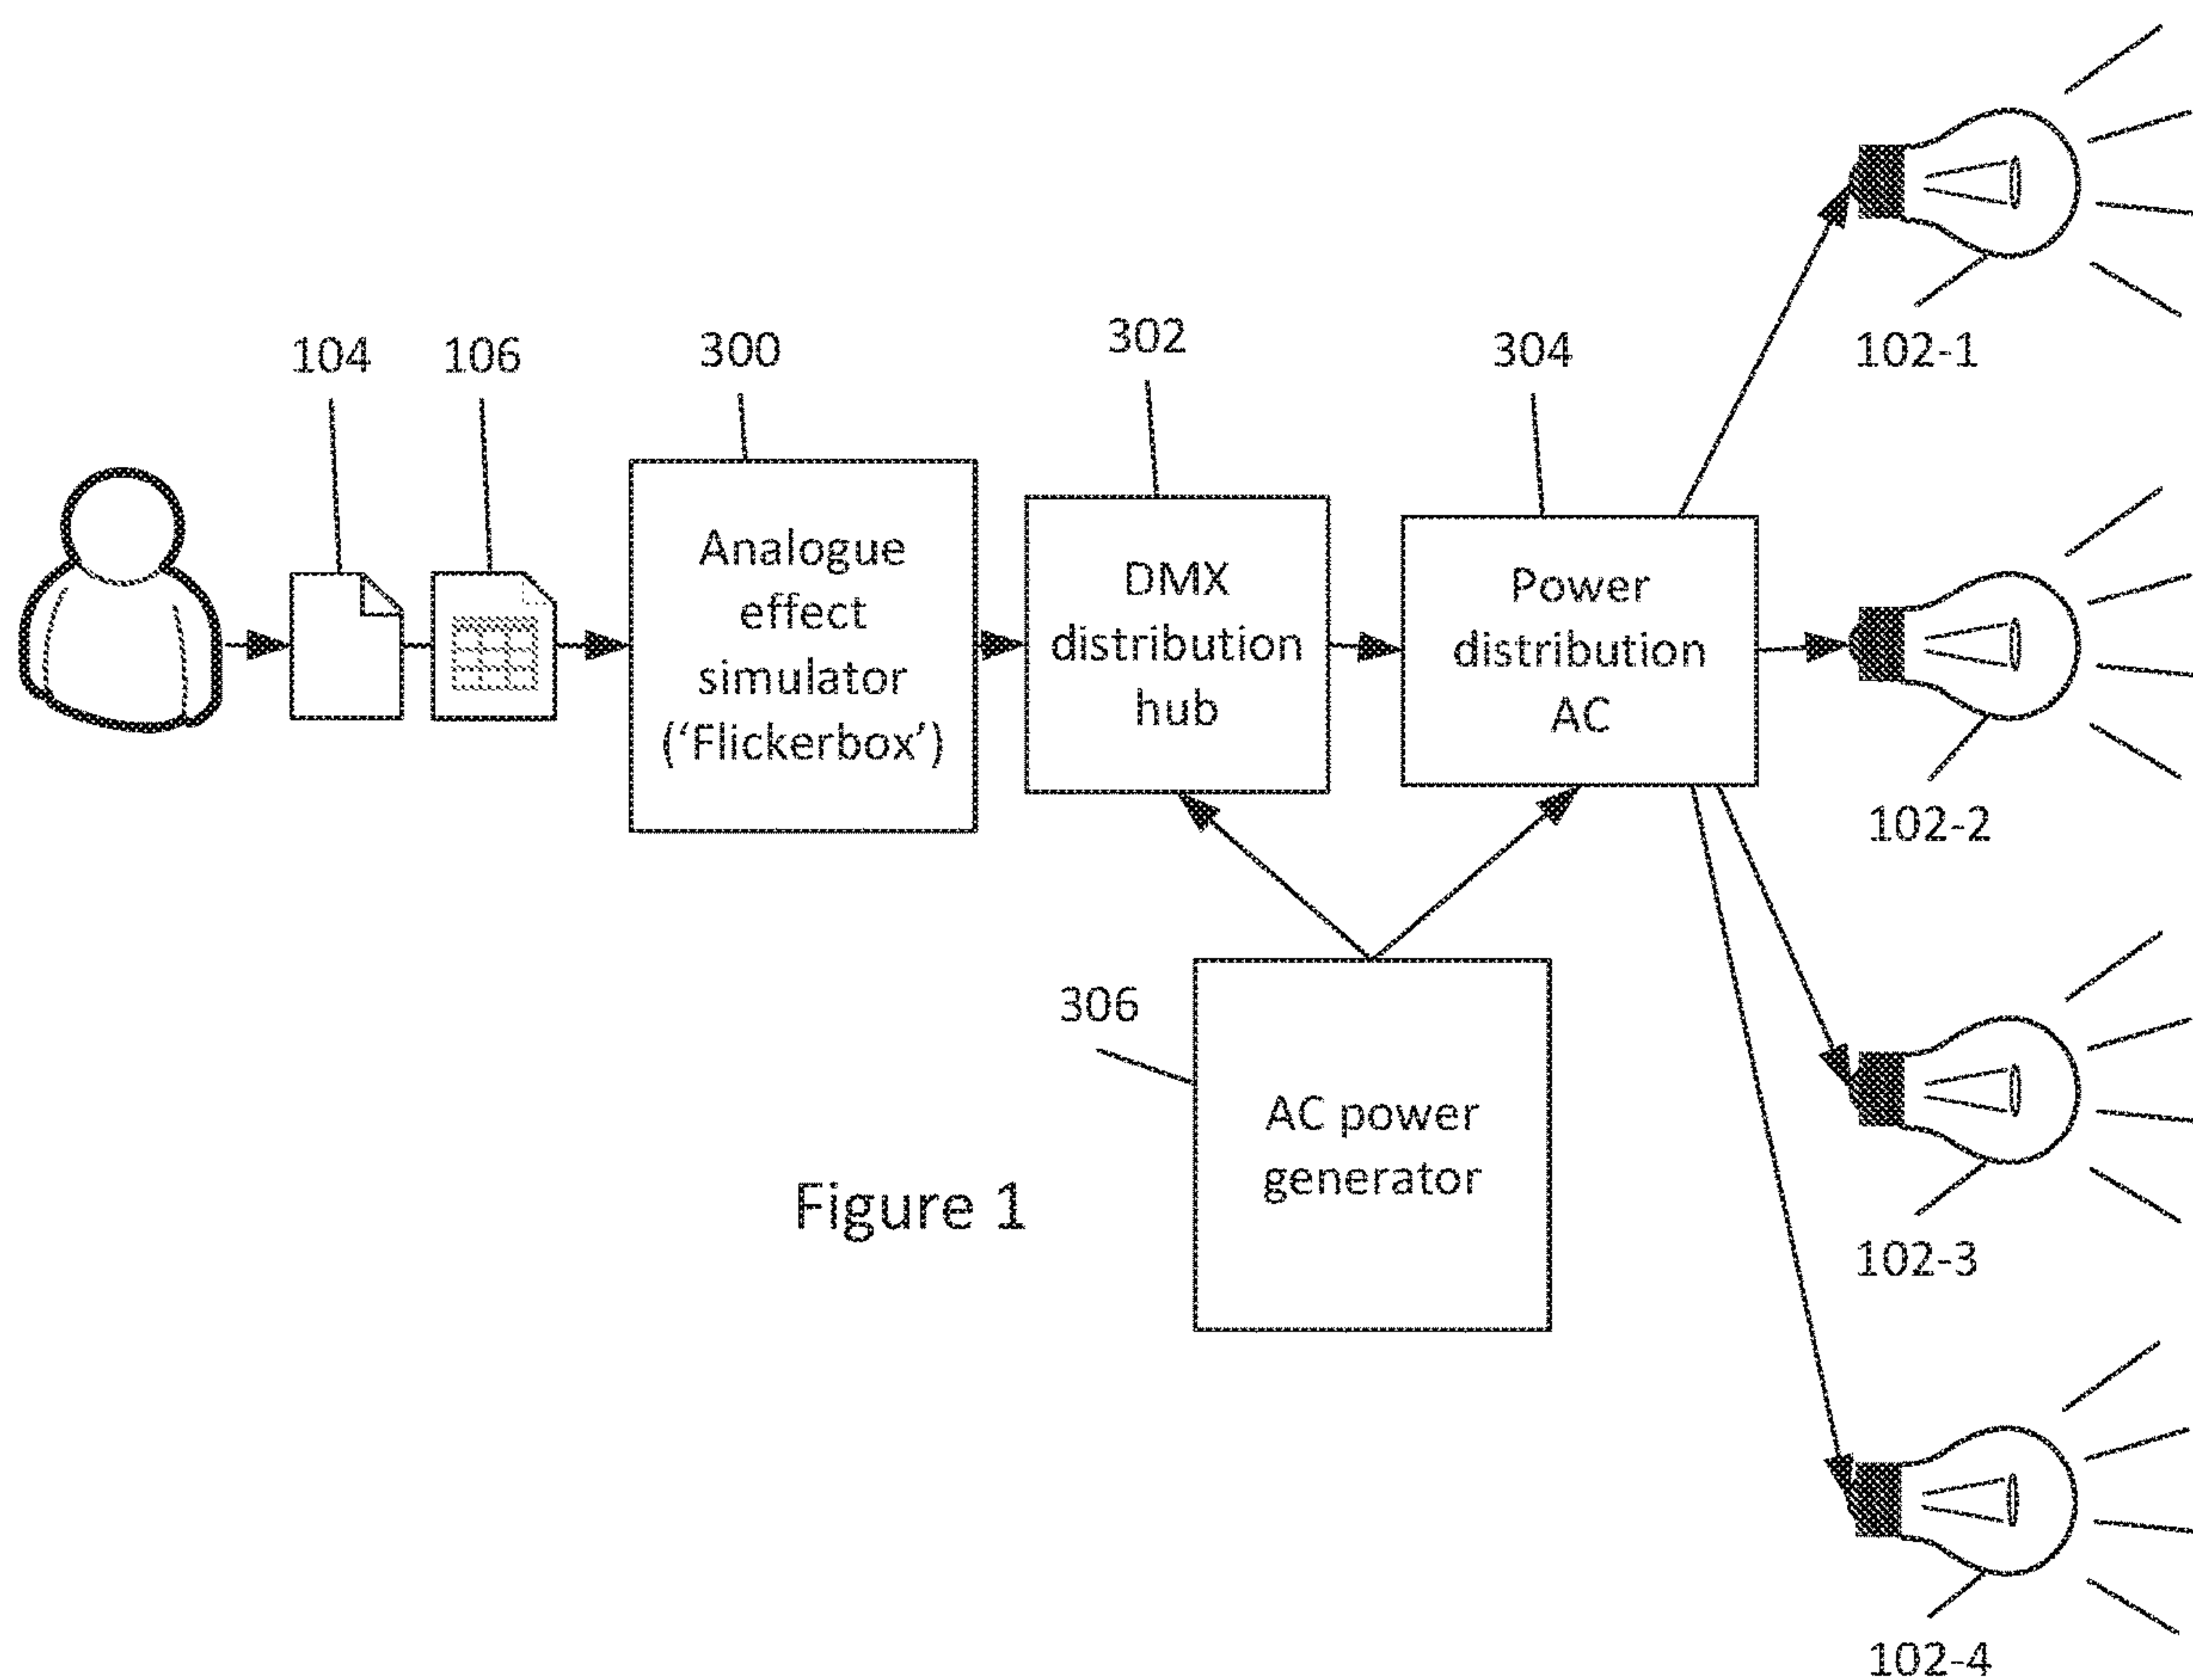 104
106
300
302
304
102-1
Analogue
effect
simulator
(‘Flickerbox’)
DMX
distribution
hub
Power
distribution
AC
102-2
306
AC power
generator
Figure 1
102-3
102-4